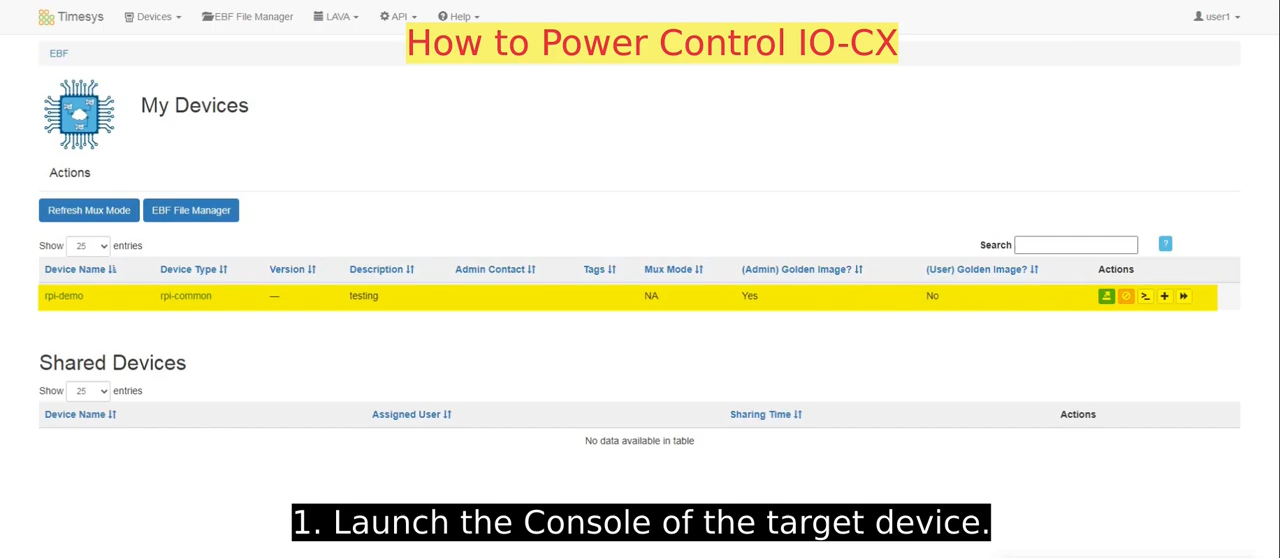 Timesys Devices EBF File Manager LAVA API Help user1
How to Power Control IO-CX
EBF
My Devices
Actions
Refresh Mux Mode EBF File Manager
Show 25 entries Search ?
Device Name Device Type Version Description Admin Contact Tags Mux Mode (Admin) Golden Image? (User) Golden Image? Actions
rpi-demo rpi-common — testing NA Yes No
Shared Devices
Show 25 entries
Device Name Assigned User Sharing Time Actions
No data available in table
1. Launch the Console of the target device.